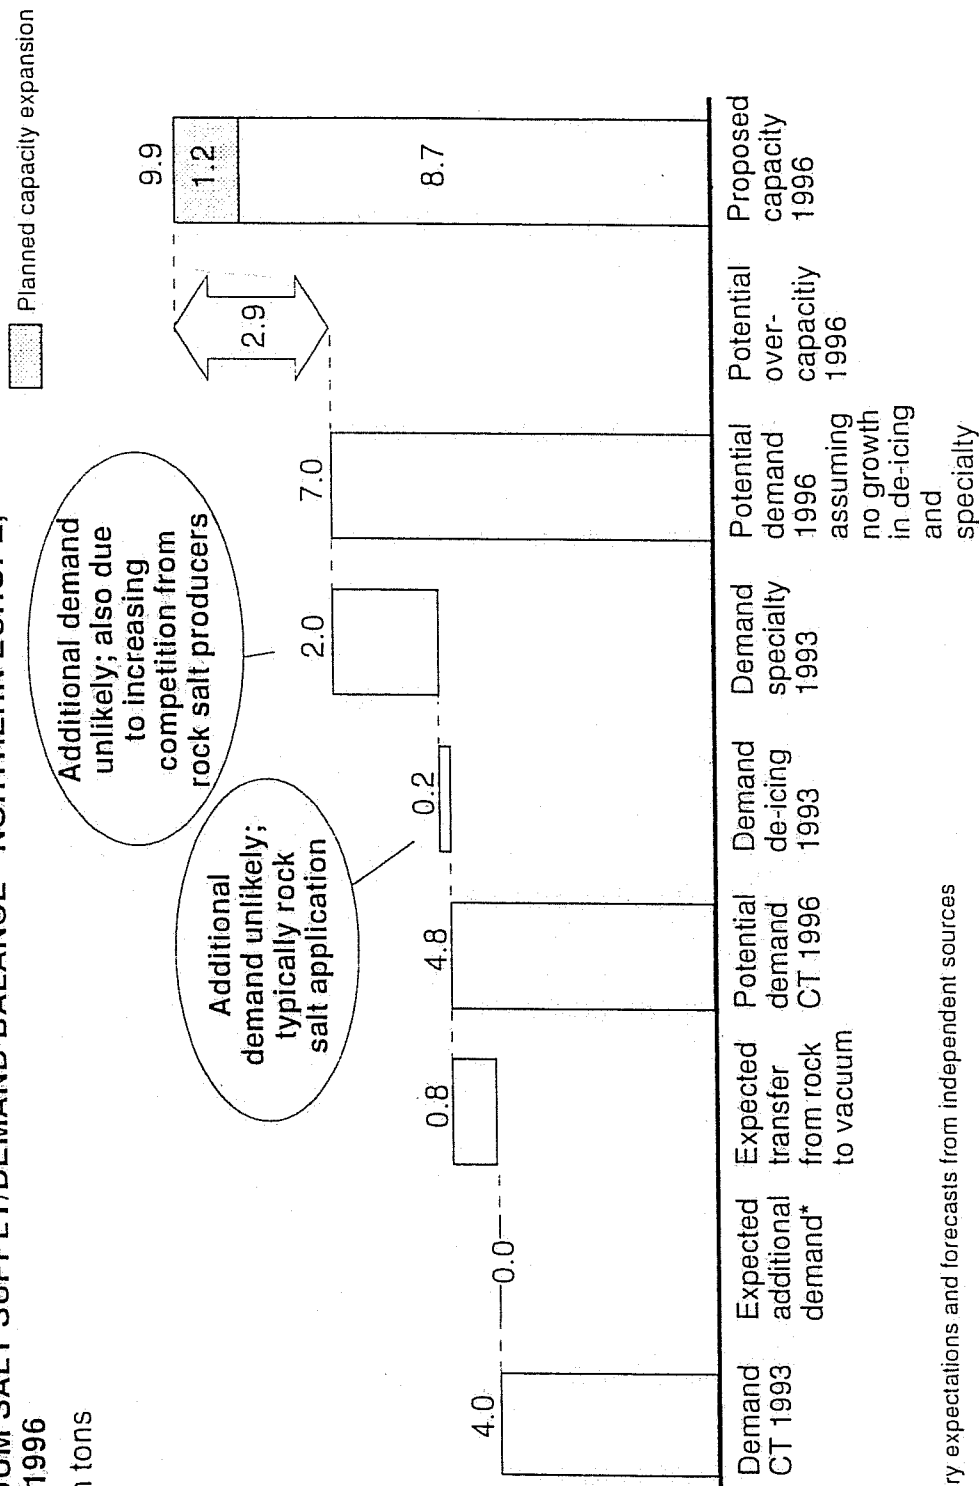 SALT SUPPLY/DEMAND BALANCE
1996
tons
Planned capacity expansion
Additional demand
unlikely; also due
to increasing
competition from
rock salt producers
Additional
demand unlikely;
typically rock
salt application
4.0
0.0
0.8
4.8
0.2
2.0
7.0
2.9
9.9
1.2
8.7
Demand
CT 1993
Expected
additional
demand*
Expected
transfer
from rock
to vacuum
Potential
demand
CT 1996
Demand
de-icing
1993
Demand
specialty
1993
Potential
demand
1996
assuming
no growth
in de-icing
and
specialty
Potential
over-
capacitiy
1996
Proposed
capacity
1996
expectations and forecasts from independent sources